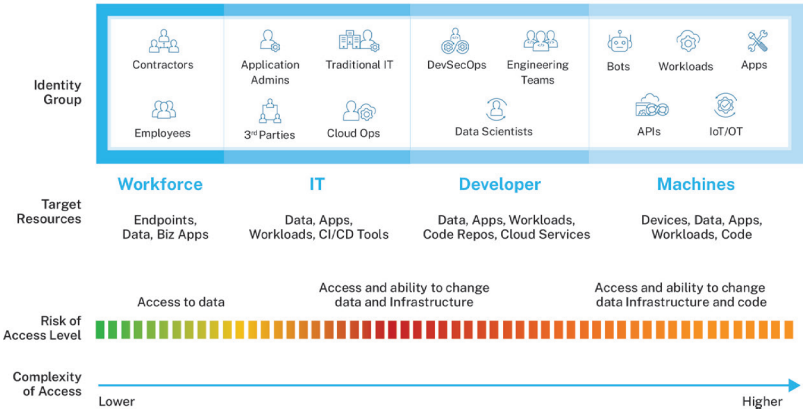 Identity
Group
Contractors
Employees
Application
Admins
Traditional IT
3rd Parties
Cloud Ops
DevSecOps
Engineering
Teams
Data Scientists
Bots
Workloads
Apps
APIs
IoT/OT
Workforce
IT
Developer
Machines
Target
Resources
Endpoints,
Data, Biz Apps
Data, Apps,
Workloads, CI/CD Tools
Data, Apps, Workloads,
Code Repos, Cloud Services
Devices, Data, Apps,
Workloads, Code
Access to data
Access and ability to change
data and Infrastructure
Access and ability to change
data Infrastructure and code
Risk of
Access Level
Complexity
of Access
Lower
Higher